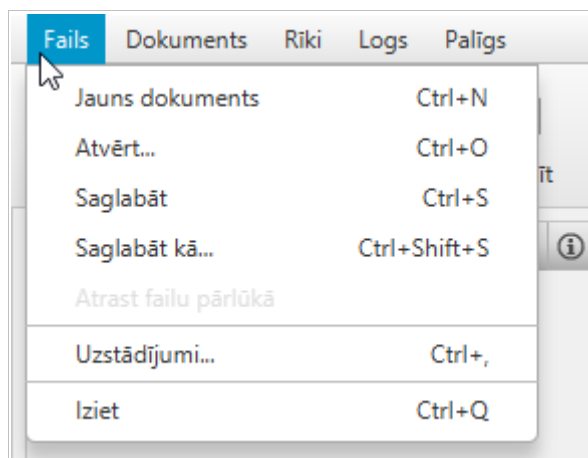 Fails Dokuments Rīki Logs Palīgs
Jauns dokuments Ctrl+N
Atvērt... Ctrl+O
Saglabāt Ctrl+S
Saglabāt kā... Ctrl+Shift+S
Atrast failu pārlūkā
Uzstādījumi... Ctrl+,
Iziet Ctrl+Q